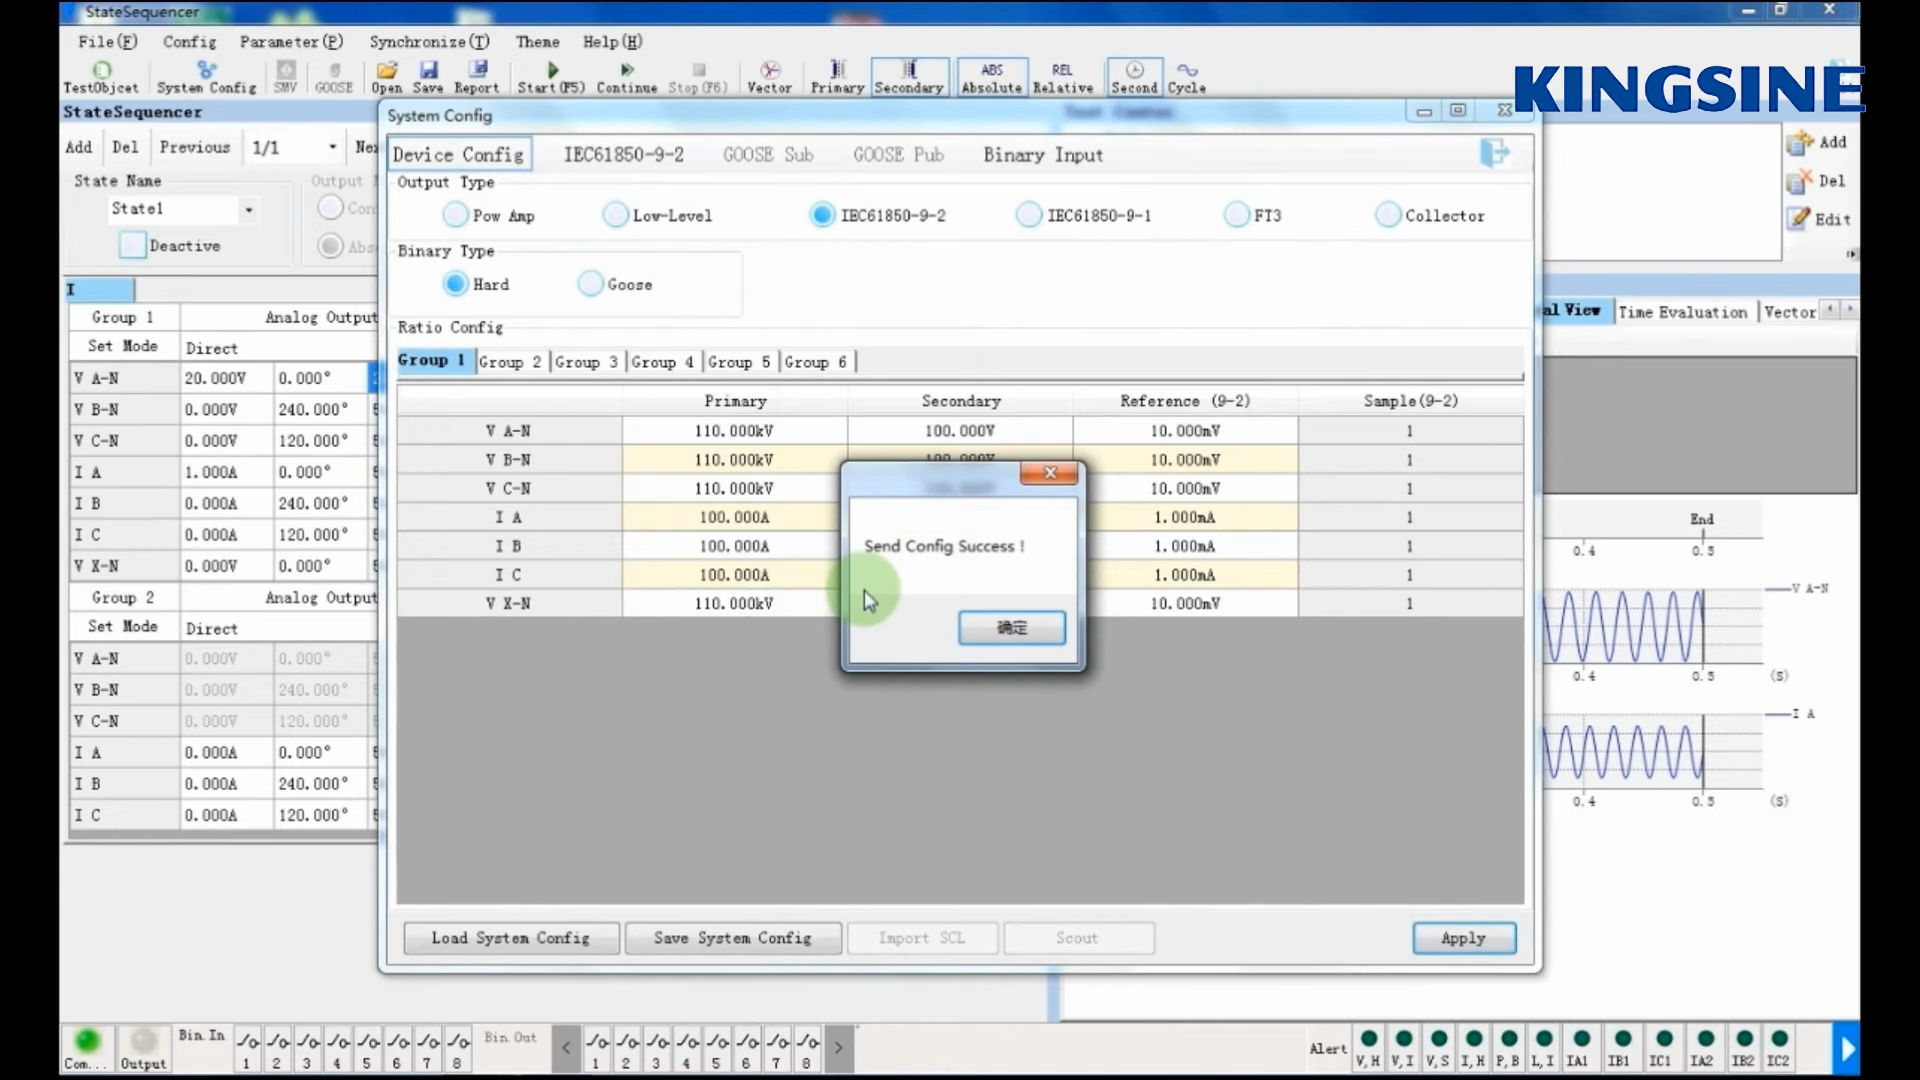 StateSequencer
File(F) Config Parameter(P) Synchronize(T) Theme Help(H)
TestObjcet System Config SMV GOOSE Open Save Report Start(F5) Continue Stop(F6) Vector Primary Secondary ABS Absolute REL Relative Second Cycle
KINGSINE
StateSequencer
System Config
Add Del Previous 1/1
Add
Device Config IEC61850-9-2 GOOSE Sub GOOSE Pub Binary Input
State Name
Output Type
Del
State1
Pow Amp Low-Level IEC61850-9-2 IEC61850-9-1 FT3 Collector
Edit
Deactive
Binary Type
Hard Goose
I
Time Evaluation Vector
Ratio Config
Group 1 Group 2 Group 3 Group 4 Group 5 Group 6
Group 1 Analog Output
Set Mode Direct
V A-N 20.000V 0.000°
V B-N 0.000V 240.000°
V C-N 0.000V 120.000°
I A 1.000A 0.000°
I B 0.000A 240.000°
I C 0.000A 120.000°
V X-N 0.000V 0.000°
Group 2 Analog Output
Set Mode Direct
V A-N 0.000V 0.000°
V B-N 0.000V 240.000°
V C-N 0.000V 120.000°
I A 0.000A 0.000°
I B 0.000A 240.000°
I C 0.000A 120.000°
Primary Secondary Reference (9-2) Sample(9-2)
V A-N 110.000kV 100.000V 10.000mV 1
V B-N 110.000kV 100.000V 10.000mV 1
V C-N 110.000kV 10.000mV 1
I A 100.000A 1.000mA 1
I B 100.000A 1.000mA 1
I C 100.000A 1.000mA 1
V X-N 110.000kV 10.000mV 1
Send Config Success !
确定
End
0.4 0.5
V A-N
0.4 0.5 (S)
I A
0.4 0.5 (S)
Load System Config Save System Config Import SCL Scout Apply
Com... Output Bin.In 1 2 3 4 5 6 7 8 Bin.Out < 1 2 3 4 5 6 7 8 > Alert V,H V,I V,S I,H P,B L,I IA1 IB1 IC1 IA2 IB2 IC2